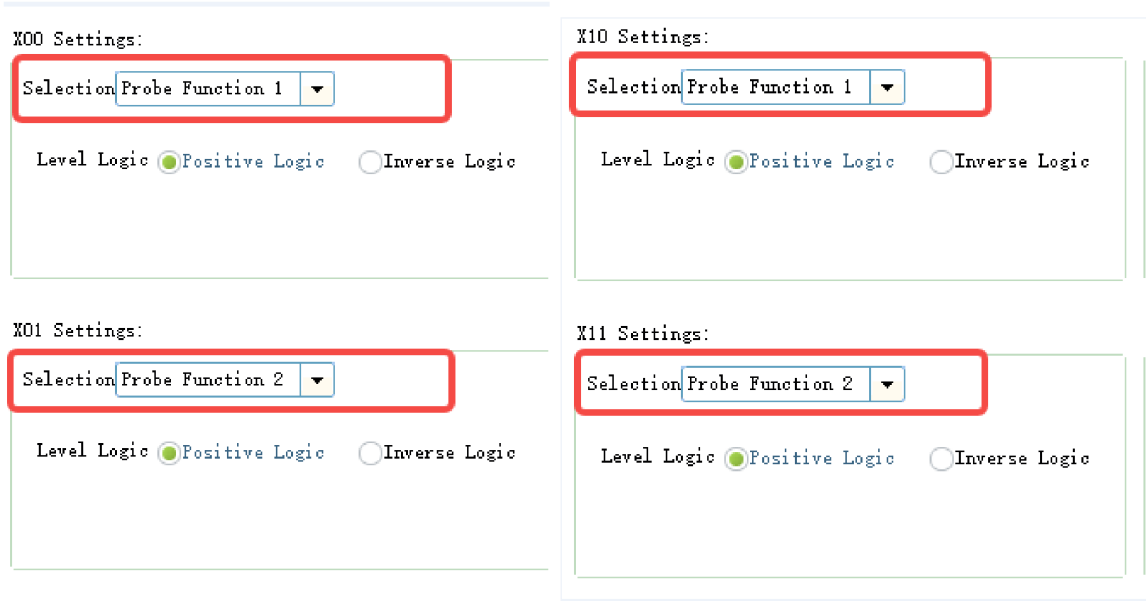 X00 Settings:
Selection Probe Function 1
Level Logic Positive Logic Inverse Logic
X01 Settings:
Selection Probe Function 2
Level Logic Positive Logic Inverse Logic
X10 Settings:
Selection Probe Function 1
Level Logic Positive Logic Inverse Logic
X11 Settings:
Selection Probe Function 2
Level Logic Positive Logic Inverse Logic